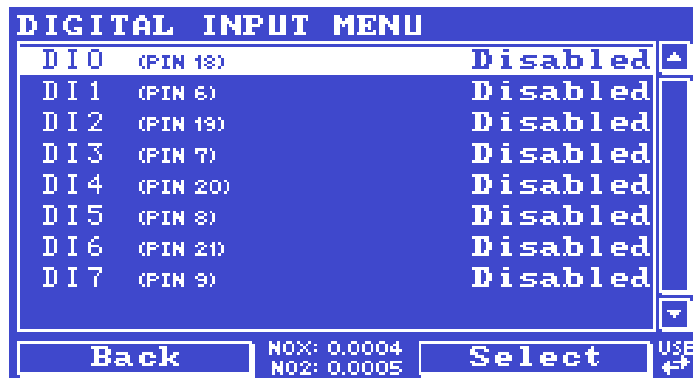 DIGITAL INPUT MENU
DI0 (PIN 18) Disabled
DI1 (PIN 6) Disabled
DI2 (PIN 19) Disabled
DI3 (PIN 7) Disabled
DI4 (PIN 20) Disabled
DI5 (PIN 8) Disabled
DI6 (PIN 21) Disabled
DI7 (PIN 9) Disabled
Back
NOX: 0.0004
NO2: 0.0005
Select